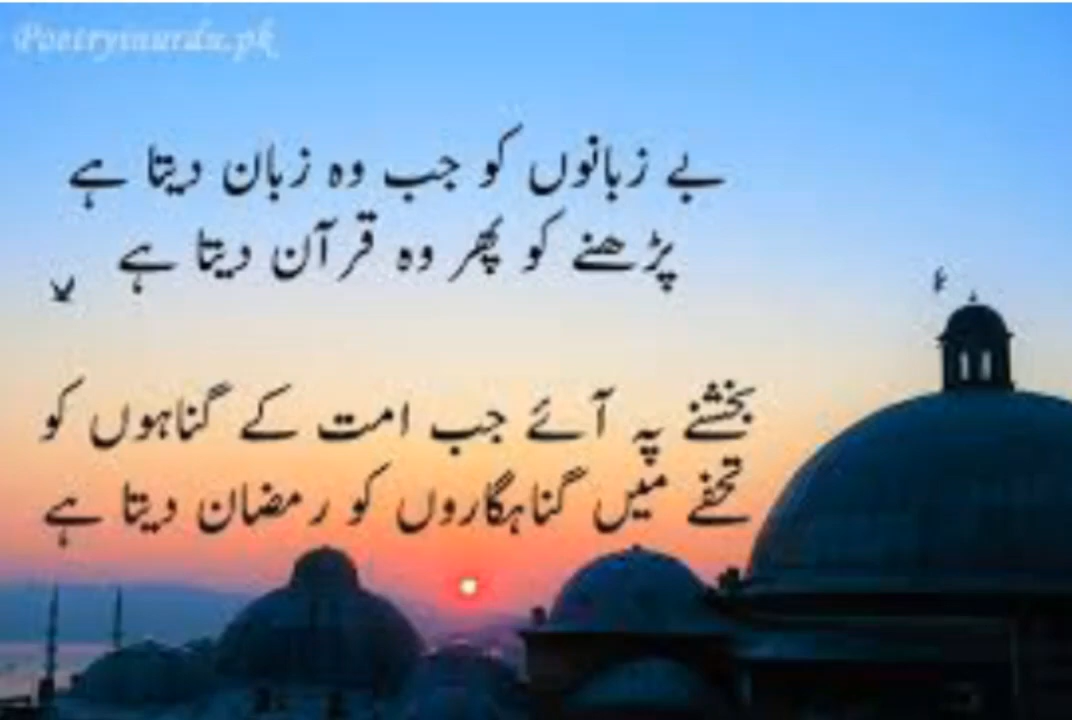 Poetryinurdu.pk
بے زبانوں کو جب وہ زبان دیتا ہے
پڑھنے کو پھر وہ قرآن دیتا ہے
بخشنے پہ آئے جب امت کے گناہوں کو
تحفے میں گناہگاروں کو رمضان دیتا ہے